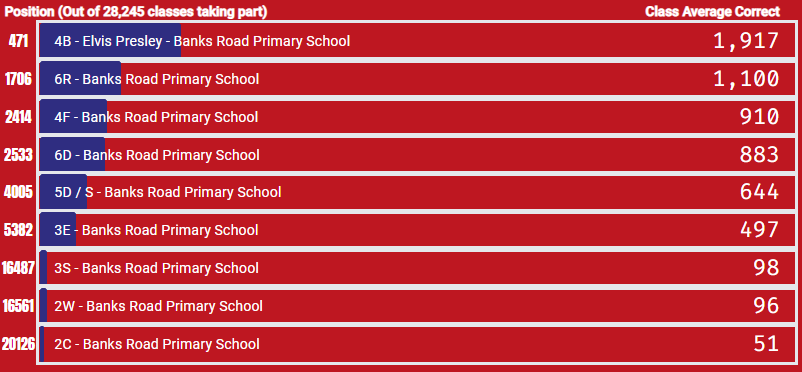 Position (Out of 28,245 classes taking part) Class Average Correct
471 4B - Elvis Presley - Banks Road Primary School 1,917
1706 6R - Banks Road Primary School 1,100
2414 4F - Banks Road Primary School 910
2533 6D - Banks Road Primary School 883
4005 5D / S - Banks Road Primary School 644
5382 3E - Banks Road Primary School 497
16487 3S - Banks Road Primary School 98
16561 2W - Banks Road Primary School 96
20126 2C - Banks Road Primary School 51